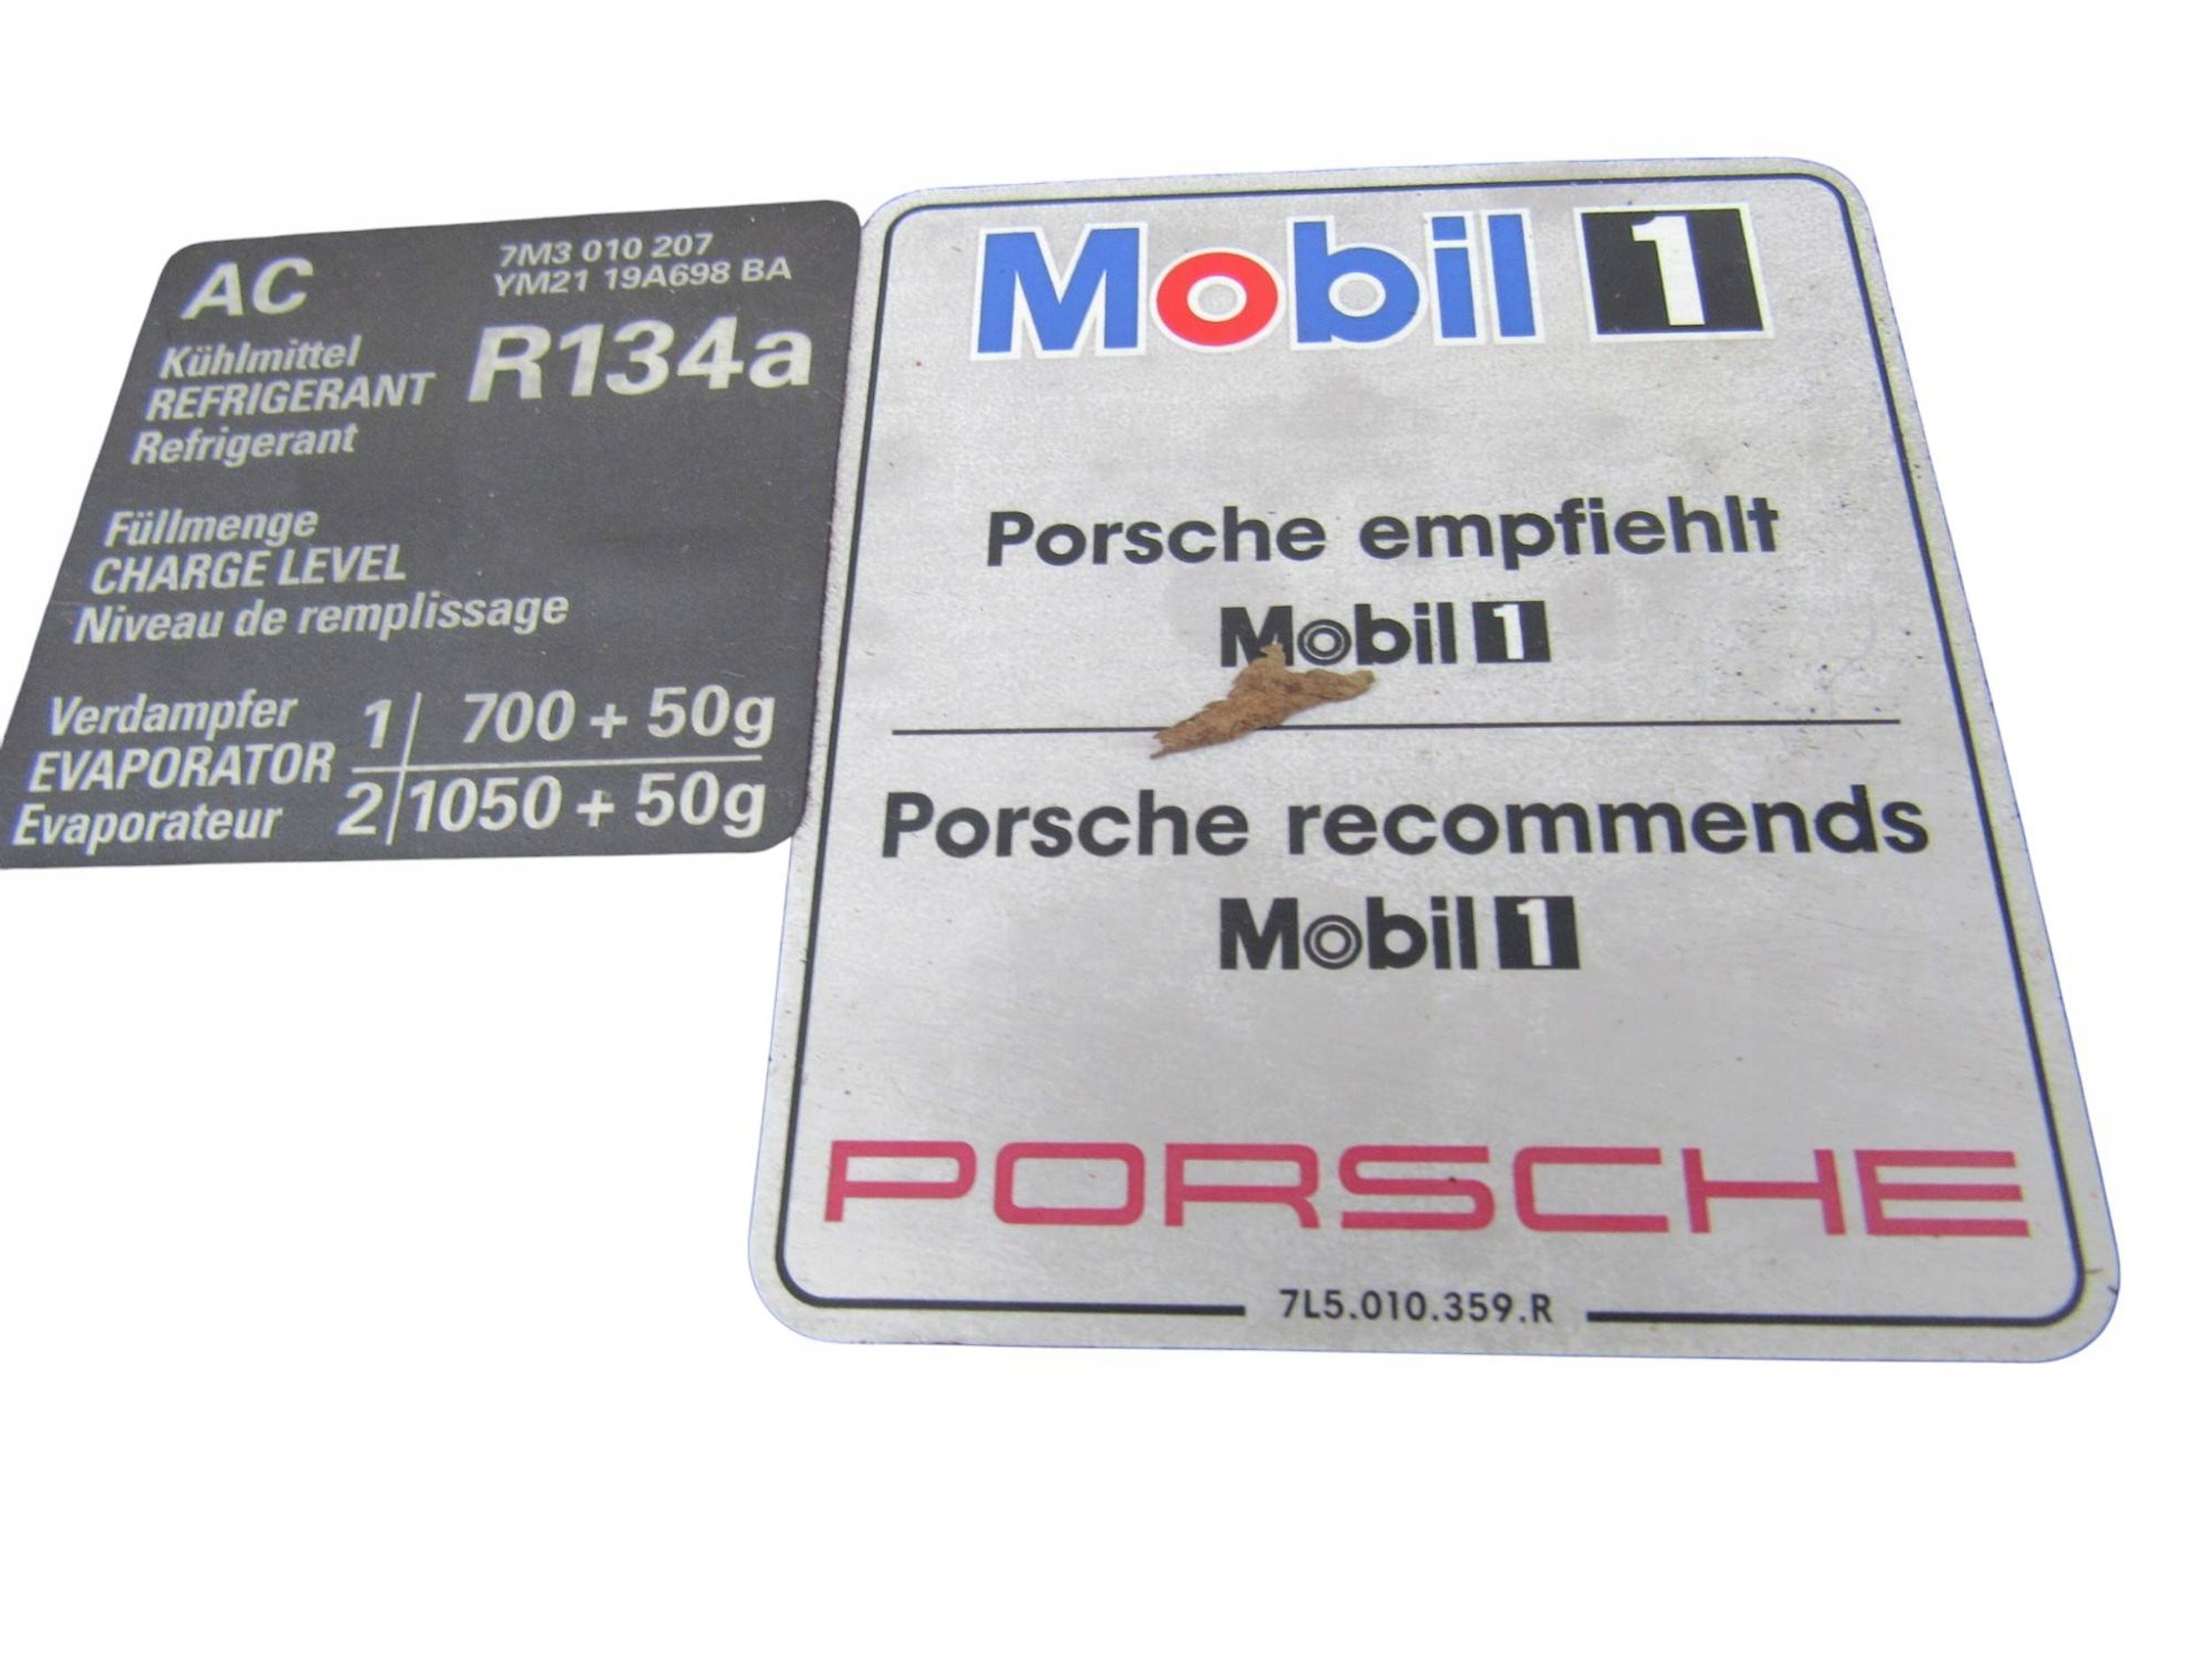 AC
7M3 010 207
YM21 19A698 BA
Kühlmittel
REFRIGERANT R134a
Refrigerant
Füllmenge
CHARGE LEVEL
Niveau de remplissage
Verdampfer 1 700 + 50g
EVAPORATOR
Evaporateur 2 1050 + 50g
Mobil 1
Porsche empfiehlt
Mobil 1
Porsche recommends
Mobil 1
PORSCHE
7L5.010.359.R